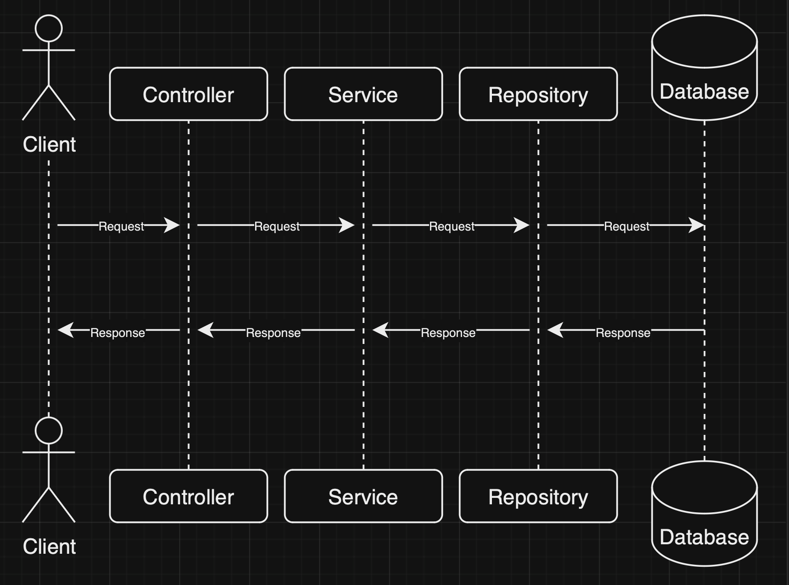 Client
Controller
Service
Repository
Database
Request
Request
Request
Request
Response
Response
Response
Response
Client
Controller
Service
Repository
Database